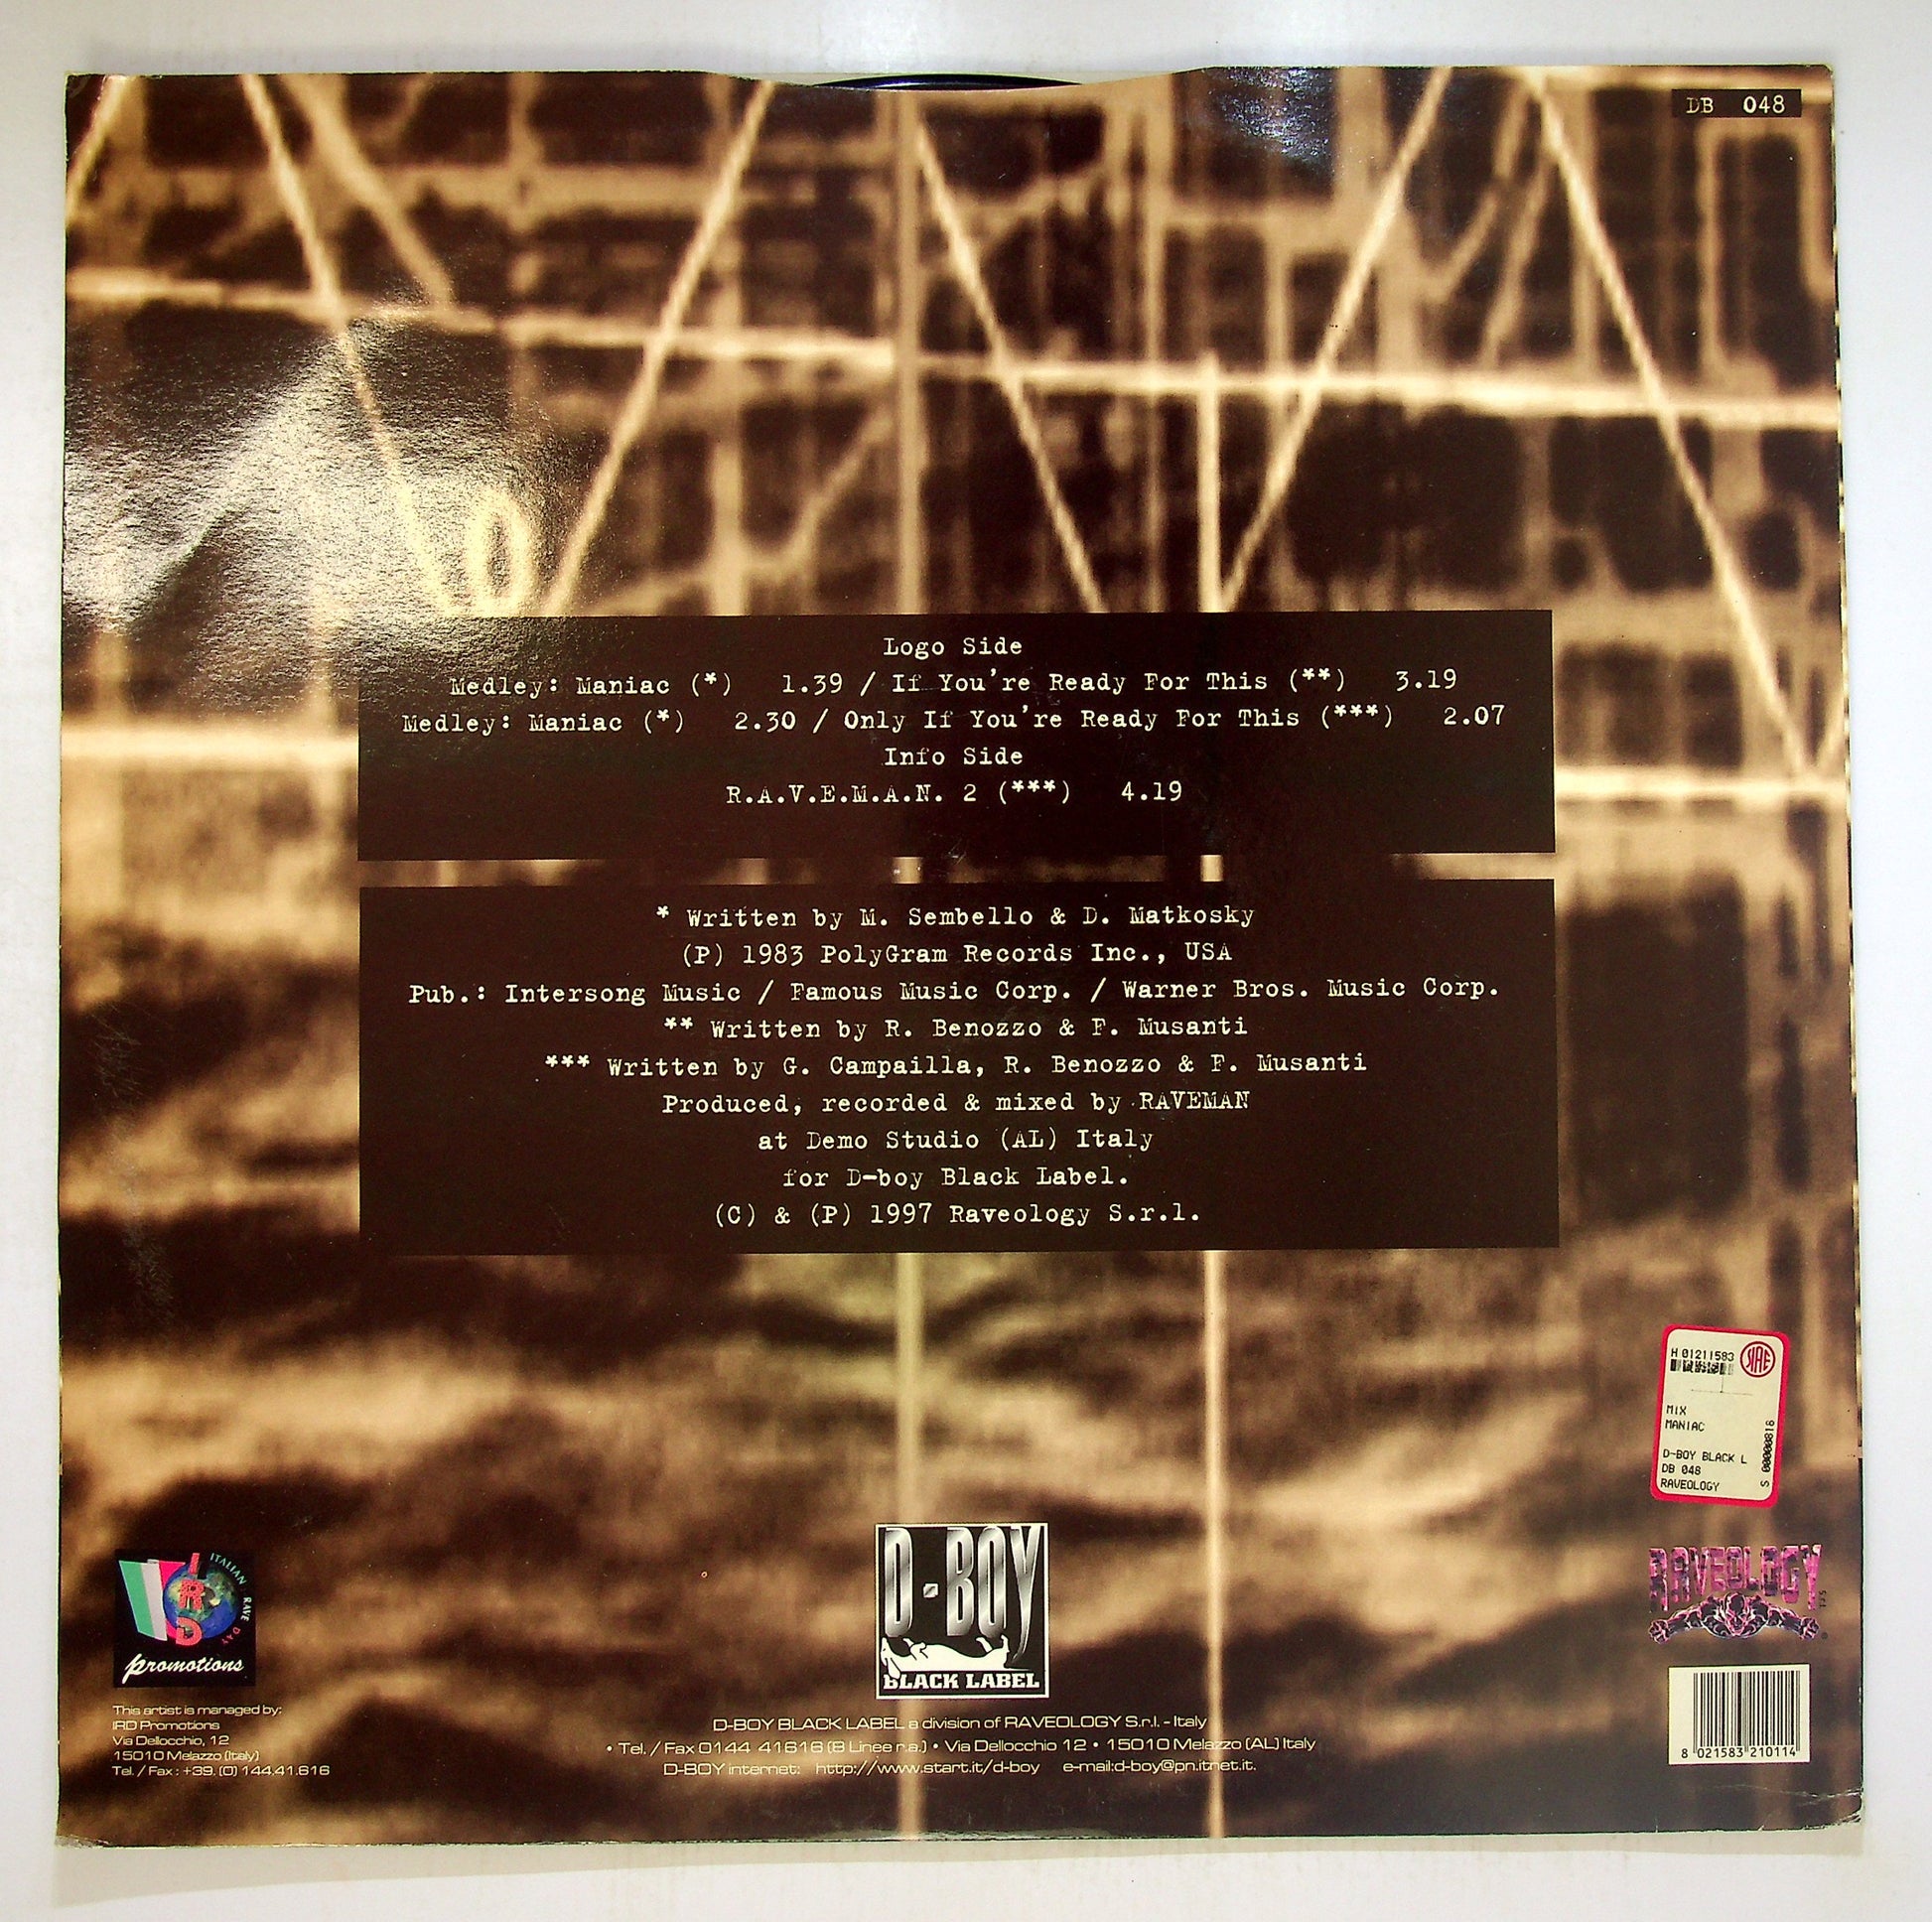 DB 048
Logo Side
Medley: Maniac (*) 1.39 / If You're Ready For This (**) 3.19
Medley: Maniac (*) 2.30 / Only If You're Ready For This (***) 2.07
Info Side
R.A.V.E.M.A.N. 2 (***) 4.19
* Written by M. Sembello & D. Matkosky
(P) 1983 PolyGram Records Inc., USA
Pub.: Intersong Music / Famous Music Corp. / Warner Bros. Music Corp.
** Written by R. Benozzo & F. Musanti
*** Written by G. Campailla, R. Benozzo & F. Musanti
Produced, recorded & mixed by RAVEMAN
at Demo Studio (AL) Italy
for D-boy Black Label.
(C) & (P) 1997 Raveology S.r.l.
H 01211583 SIAE
MIX
MANIAC
D-BOY BLACK L
DB 048
RAVEOLOGY
S 00000818
IRD
ITALIAN RAVE DAY
promotions
This artist is managed by:
IRD Promotions
Via Dellocchio, 12
15010 Melazzo (Italy)
Tel. / Fax : +39. (0) 144.41.616
D-BOY
BLACK LABEL
D-BOY BLACK LABEL a division of RAVEOLOGY S.r.l. - Italy
• Tel. / Fax 0144 41616 (8 Linee r.a.) • Via Dellocchio 12 • 15010 Melazzo (AL) Italy
D-BOY internet: http://www.start.it/d-boy e-mail:d-boy@pn.itnet.it.
RAVEOLOGY
8 021583 210114